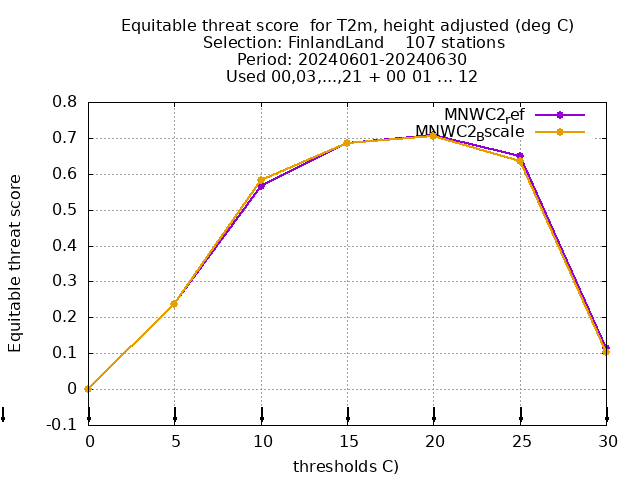 Equitable threat score  for T2m, height adjusted (deg C)
Selection: FinlandLand    107 stations
Period: 20240601-20240630
Used 00,03,...,21 + 00 01 ... 12
MNWC2ref
MNWC2Bscale
0.8
0.7
0.6
0.5
0.4
0.3
0.2
0.1
0
-0.1
Equitable threat score
0 5 10 15 20 25 30
thresholds C)